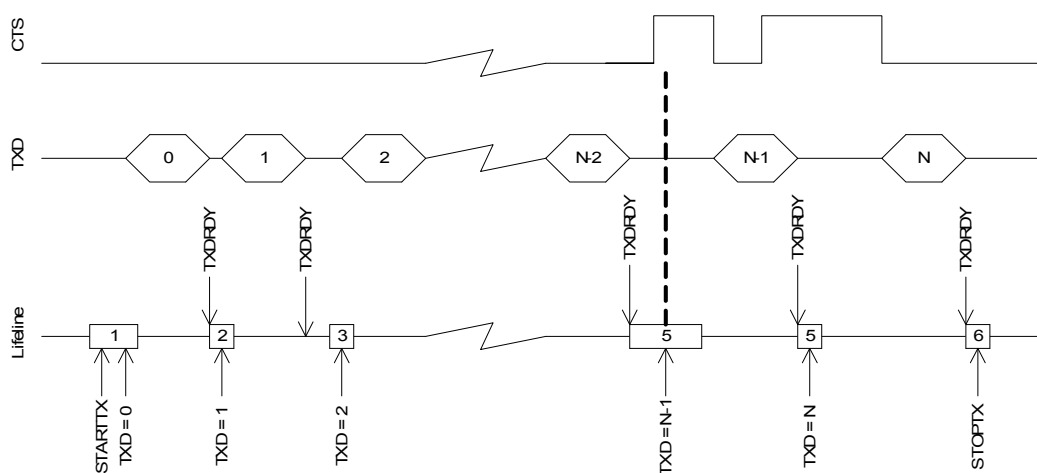 CTS
TXD
0
1
2
N-2
N-1
N
TXDRDY
TXDRDY
TXDRDY
TXDRDY
TXDRDY
Lifeline
1
2
3
5
5
6
STARTTX
TXD = 0
TXD = 1
TXD = 2
TXD = N-1
TXD = N
STOPTX